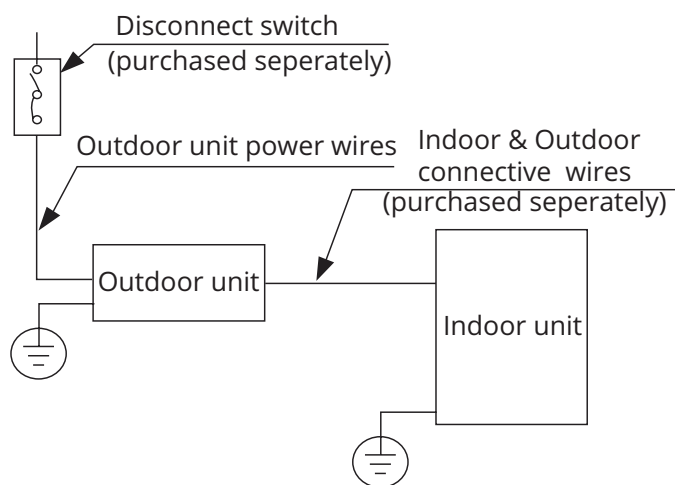 Disconnect switch
(purchased seperately)
Outdoor unit power wires
Indoor & Outdoor
connective wires
(purchased seperately)
Outdoor unit
Indoor unit